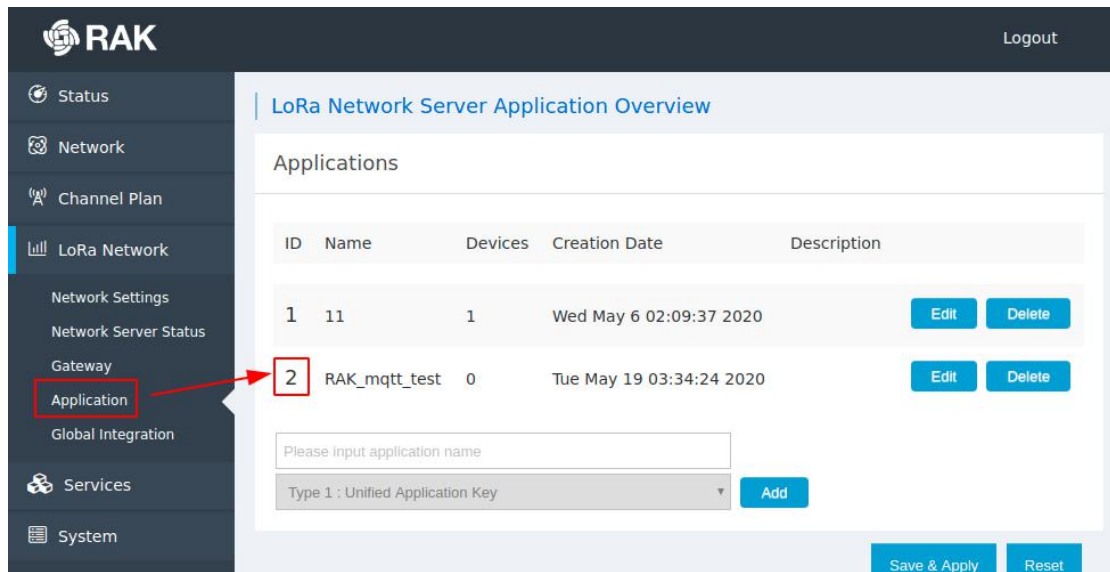 RAK
Logout
Status
Network
Channel Plan
LoRa Network
Network Settings
Network Server Status
Gateway
Application
Global Integration
Services
System
LoRa Network Server Application Overview
Applications
ID Name Devices Creation Date Description
1 11 1 Wed May 6 02:09:37 2020 Edit Delete
2 RAK_mqtt_test 0 Tue May 19 03:34:24 2020 Edit Delete
Please input application name
Type 1 : Unified Application Key Add
Save & Apply Reset